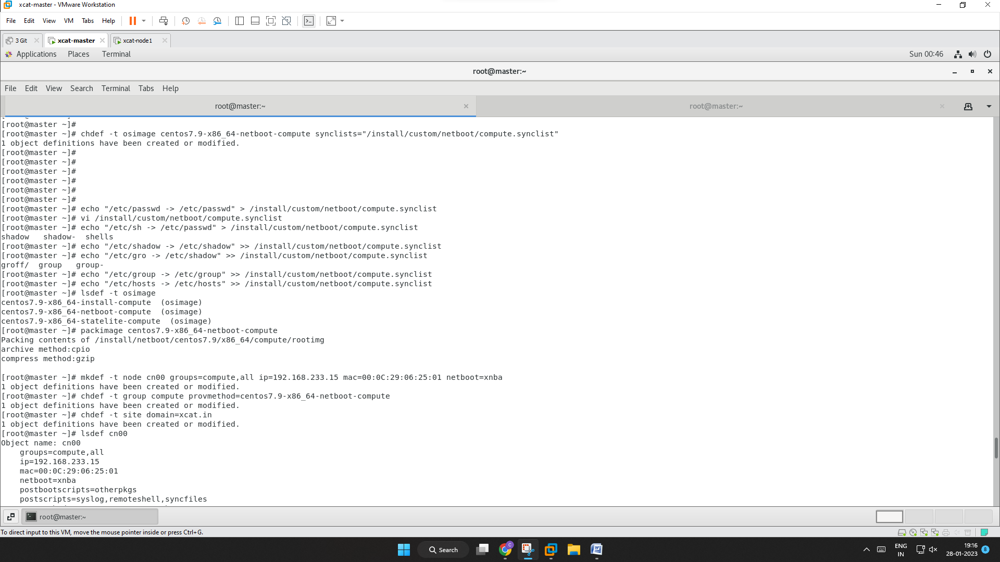 xcat-master - VMware Workstation
File Edit View VM Tabs Help
3 Git xcat-master xcat-node1
Applications Places Terminal Sun 00:46
root@master:~
File Edit View Search Terminal Tabs Help
root@master:~ root@master:~
[root@master ~]#
[root@master ~]# chdef -t osimage centos7.9-x86_64-netboot-compute synclists="/install/custom/netboot/compute.synclist"
1 object definitions have been created or modified.
[root@master ~]#
[root@master ~]#
[root@master ~]#
[root@master ~]#
[root@master ~]#
[root@master ~]#
[root@master ~]# echo "/etc/passwd -> /etc/passwd" > /install/custom/netboot/compute.synclist
[root@master ~]# vi /install/custom/netboot/compute.synclist
[root@master ~]# echo "/etc/sh -> /etc/passwd" > /install/custom/netboot/compute.synclist
shadow shadow- shells
[root@master ~]# echo "/etc/shadow -> /etc/shadow" >> /install/custom/netboot/compute.synclist
[root@master ~]# echo "/etc/gro -> /etc/shadow" >> /install/custom/netboot/compute.synclist
groff/ group group-
[root@master ~]# echo "/etc/group -> /etc/group" >> /install/custom/netboot/compute.synclist
[root@master ~]# echo "/etc/hosts -> /etc/hosts" >> /install/custom/netboot/compute.synclist
[root@master ~]# lsdef -t osimage
centos7.9-x86_64-install-compute (osimage)
centos7.9-x86_64-netboot-compute (osimage)
centos7.9-x86_64-statelite-compute (osimage)
[root@master ~]# packimage centos7.9-x86_64-netboot-compute
Packing contents of /install/netboot/centos7.9/x86_64/compute/rootimg
archive method:cpio
compress method:gzip
[root@master ~]# mkdef -t node cn00 groups=compute,all ip=192.168.233.15 mac=00:0C:29:06:25:01 netboot=xnba
1 object definitions have been created or modified.
[root@master ~]# chdef -t group compute provmethod=centos7.9-x86_64-netboot-compute
1 object definitions have been created or modified.
[root@master ~]# chdef -t site domain=xcat.in
1 object definitions have been created or modified.
[root@master ~]# lsdef cn00
Object name: cn00
groups=compute,all
ip=192.168.233.15
mac=00:0C:29:06:25:01
netboot=xnba
postbootscripts=otherpkgs
postscripts=syslog,remoteshell,syncfiles
root@master:~
To direct input to this VM, move the mouse pointer inside or press Ctrl+G.
Search
ENG
IN
19:16
28-01-2023
8